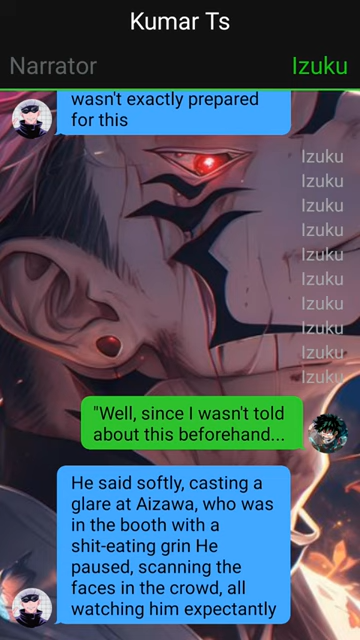 Kumar Ts
Narrator
Izuku
wasn't exactly prepared
for this
Izuku
Izuku
Izuku
Izuku
Izuku
Izuku
Izuku
Izuku
Izuku
Izuku
"Well, since I wasn't told
about this beforehand...
He said softly, casting a
glare at Aizawa, who was
in the booth with a
shit-eating grin He
paused, scanning the
faces in the crowd, all
watching him expectantly